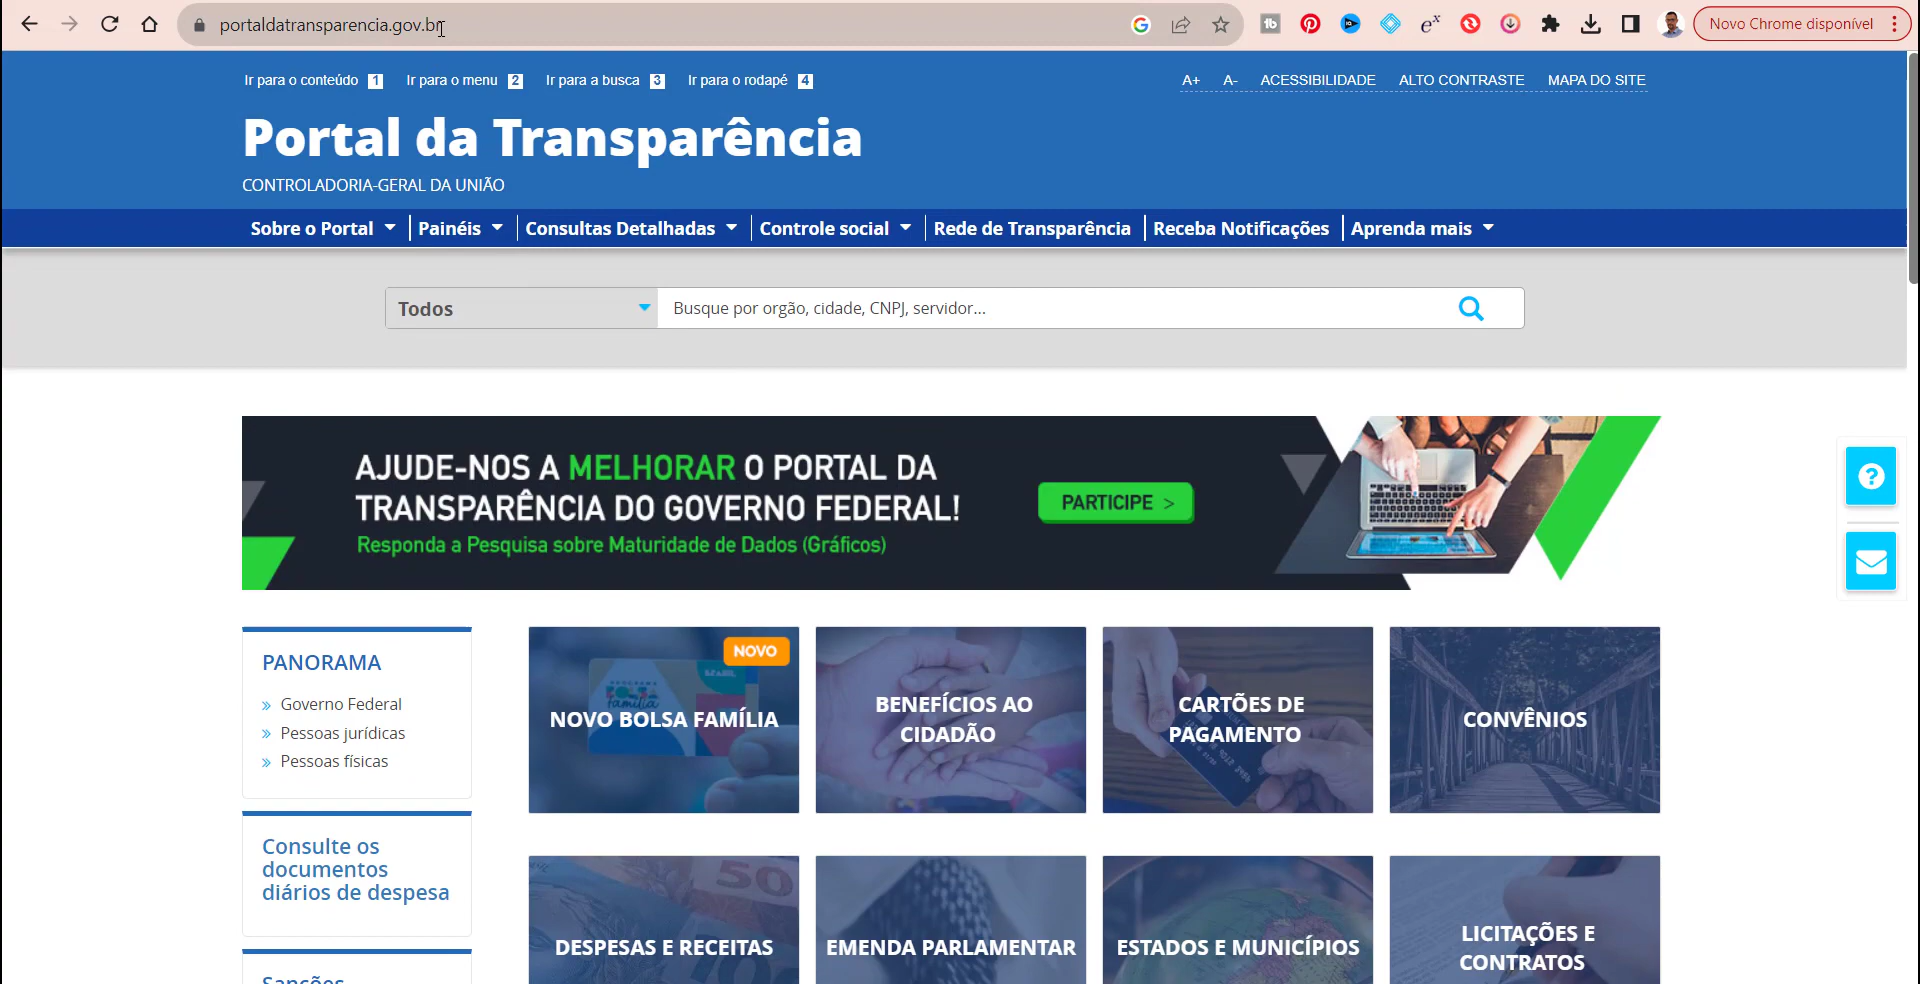 portaldatransparencia.gov.br
Novo Chrome disponível
Ir para o conteúdo 1 Ir para o menu 2 Ir para a busca 3 Ir para o rodapé 4
A+ A- ACESSIBILIDADE ALTO CONTRASTE MAPA DO SITE
Portal da Transparência
CONTROLADORIA-GERAL DA UNIÃO
Sobre o Portal Painéis Consultas Detalhadas Controle social Rede de Transparência Receba Notificações Aprenda mais
Todos
Busque por orgão, cidade, CNPJ, servidor...
AJUDE-NOS A MELHORAR O PORTAL DA
TRANSPARÊNCIA DO GOVERNO FEDERAL!
Responda a Pesquisa sobre Maturidade de Dados (Gráficos)
PARTICIPE >
PANORAMA
» Governo Federal
» Pessoas jurídicas
» Pessoas físicas
Consulte os
documentos
diários de despesa
Sanções
NOVO
NOVO BOLSA FAMÍLIA
BENEFÍCIOS AO
CIDADÃO
CARTÕES DE
PAGAMENTO
CONVÊNIOS
DESPESAS E RECEITAS
EMENDA PARLAMENTAR
ESTADOS E MUNICÍPIOS
LICITAÇÕES E
CONTRATOS